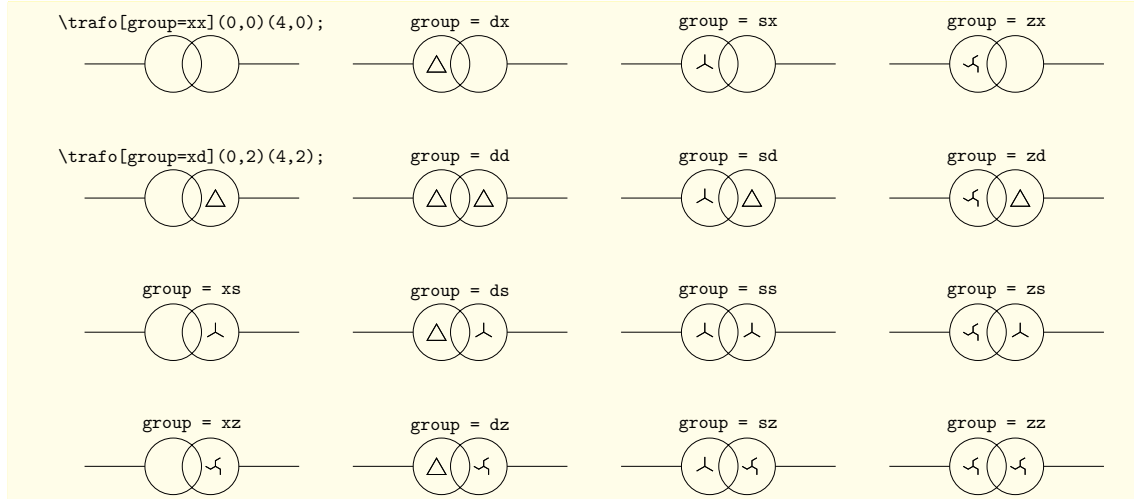 \trafo[group=xx](0,0)(4,0);
group = dx
group = sx
group = zx
\trafo[group=xd](0,2)(4,2);
group = dd
group = sd
group = zd
group = xs
group = ds
group = ss
group = zs
group = xz
group = dz
group = sz
group = zz